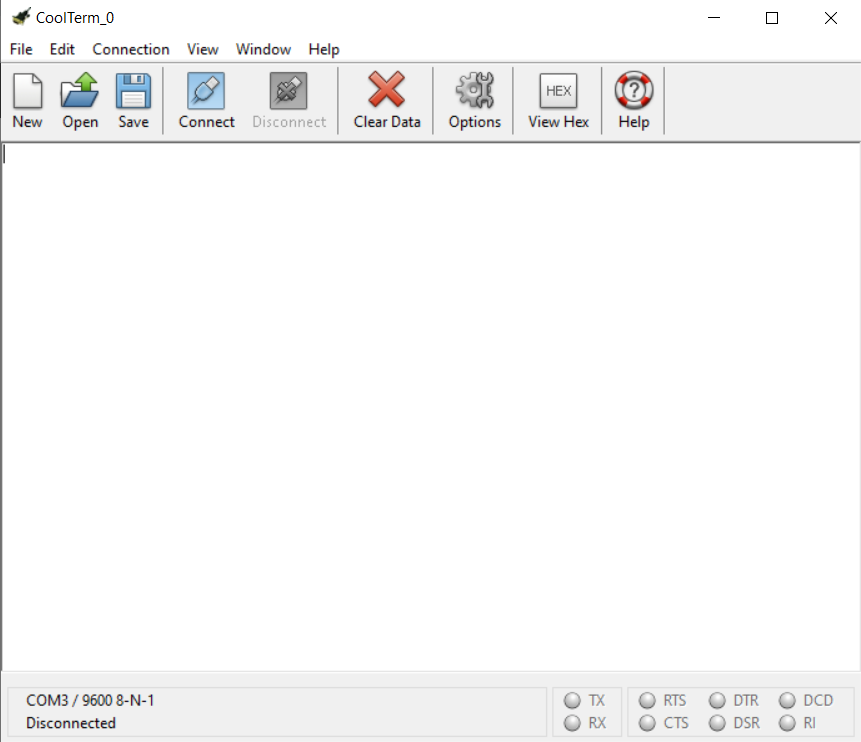 CoolTerm_0
File Edit Connection View Window Help
HEX
New Open Save Connect Disconnect Clear Data Options View Hex Help
COM3 / 9600 8-N-1
Disconnected
TX RTS DTR DCD
RX CTS DSR RI